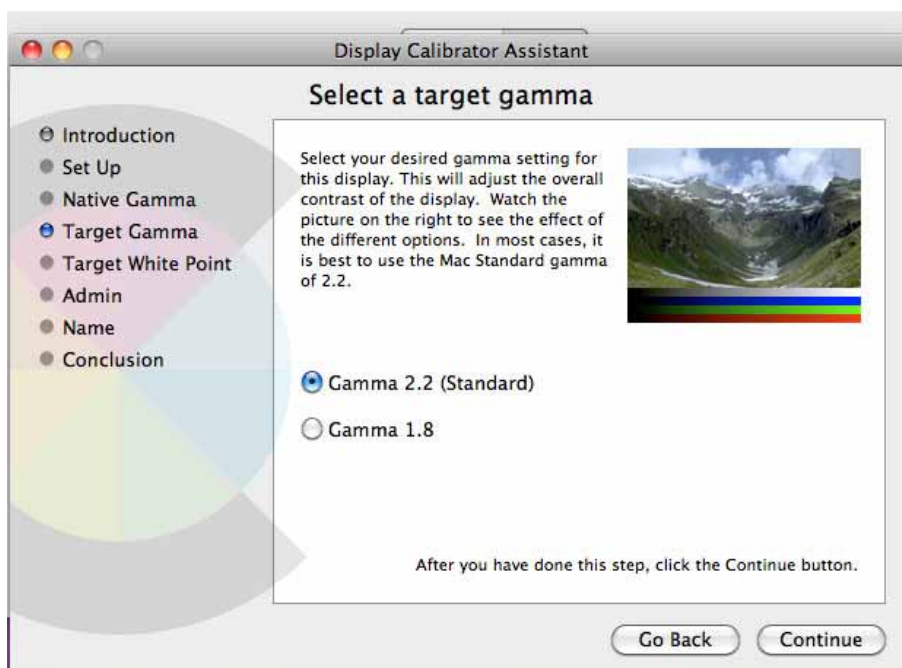 Display Calibrator Assistant
Select a target gamma
Introduction
Set Up
Native Gamma
Target Gamma
Target White Point
Admin
Name
Conclusion
Select your desired gamma setting for
this display. This will adjust the overall
contrast of the display.  Watch the
picture on the right to see the effect of
the different options.  In most cases, it
is best to use the Mac Standard gamma
of 2.2.
Gamma 2.2 (Standard)
Gamma 1.8
After you have done this step, click the Continue button.
Go Back
Continue